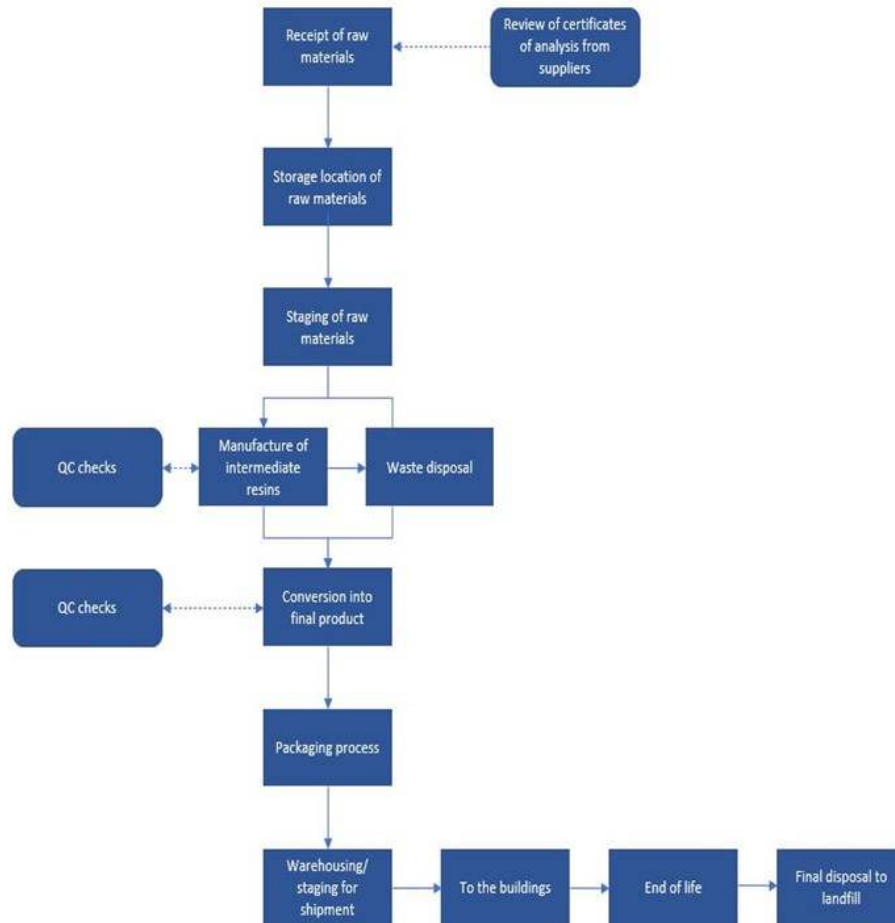 Receipt of raw
materials
Review of certificates
of analysis from
suppliers
Storage location of
raw materials
Staging of raw
materials
QC checks
Manufacture of
intermediate
resins
Waste disposal
QC checks
Conversion into
final product
Packaging process
Warehousing/
staging for
shipment
To the buildings
End of life
Final disposal to
landfill